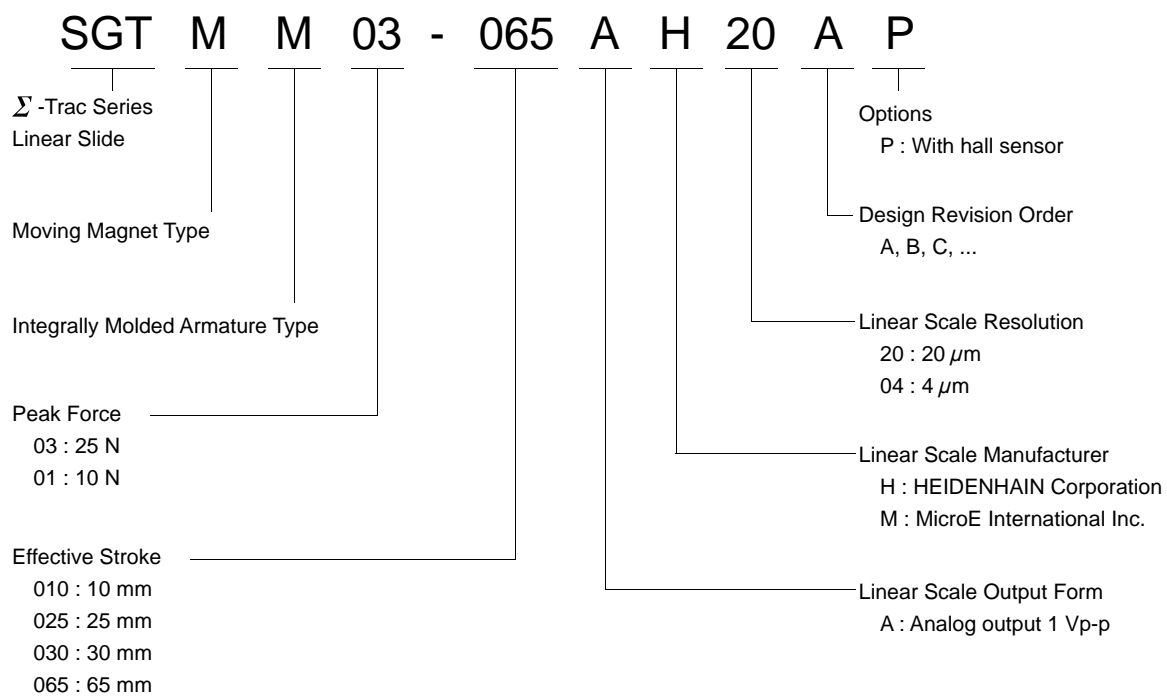 SGT M M 03 - 065 A H 20 A P
Σ -Trac Series
Linear Slide
Moving Magnet Type
Integrally Molded Armature Type
Peak Force
03 : 25 N
01 : 10 N
Effective Stroke
010 : 10 mm
025 : 25 mm
030 : 30 mm
065 : 65 mm
Options
P : With hall sensor
Design Revision Order
A, B, C, ...
Linear Scale Resolution
20 : 20 μm
04 : 4 μm
Linear Scale Manufacturer
H : HEIDENHAIN Corporation
M : MicroE International Inc.
Linear Scale Output Form
A : Analog output 1 Vp-p